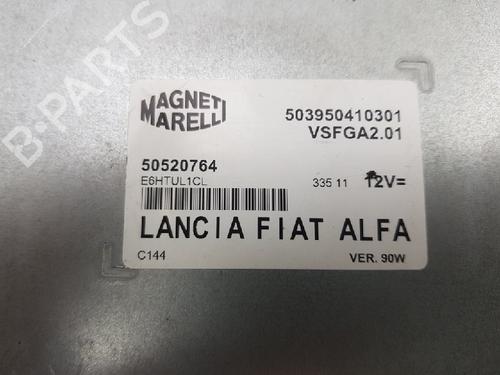 B-PARTS
MAGNETI
MARELLI
503950410301
VSFGA2.01
50520764
E6HTUL1CL
335 11
12V=
LANCIA FIAT ALFA
C144
VER. 90W